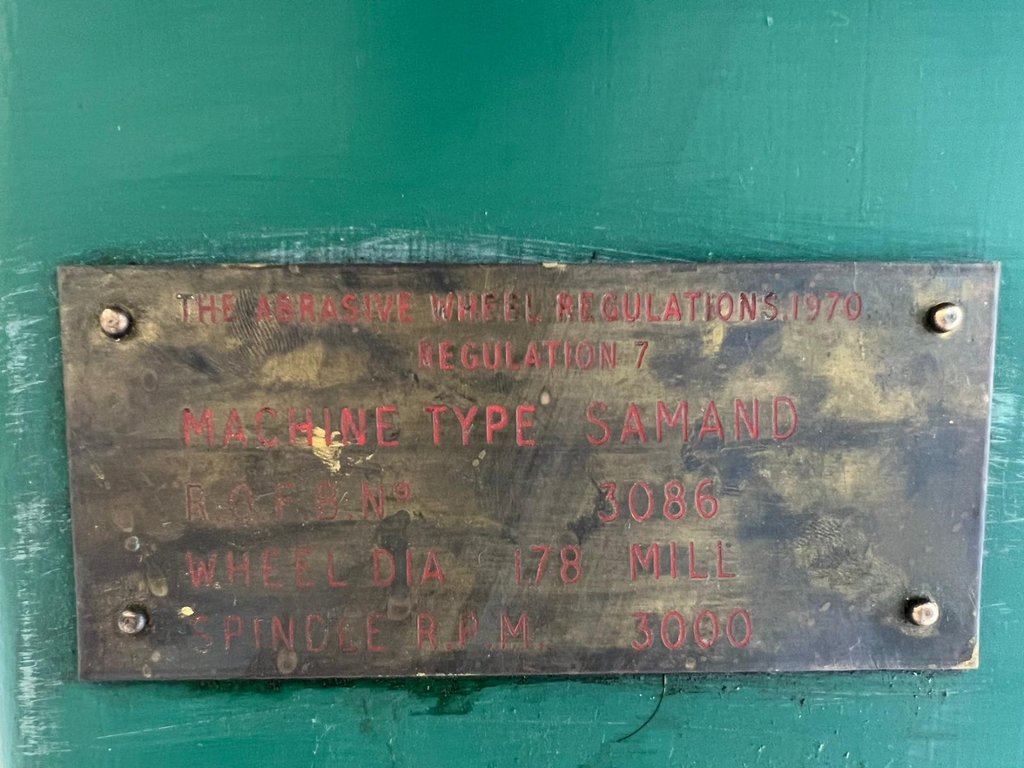 THE ABRASIVE WHEEL REGULATIONS.1970
REGULATION 7
MACHINE TYPE SAMAND
R.O.F.B Nº 3086
WHEEL DIA 178 MILL
SPINDLE R.P.M. 3000